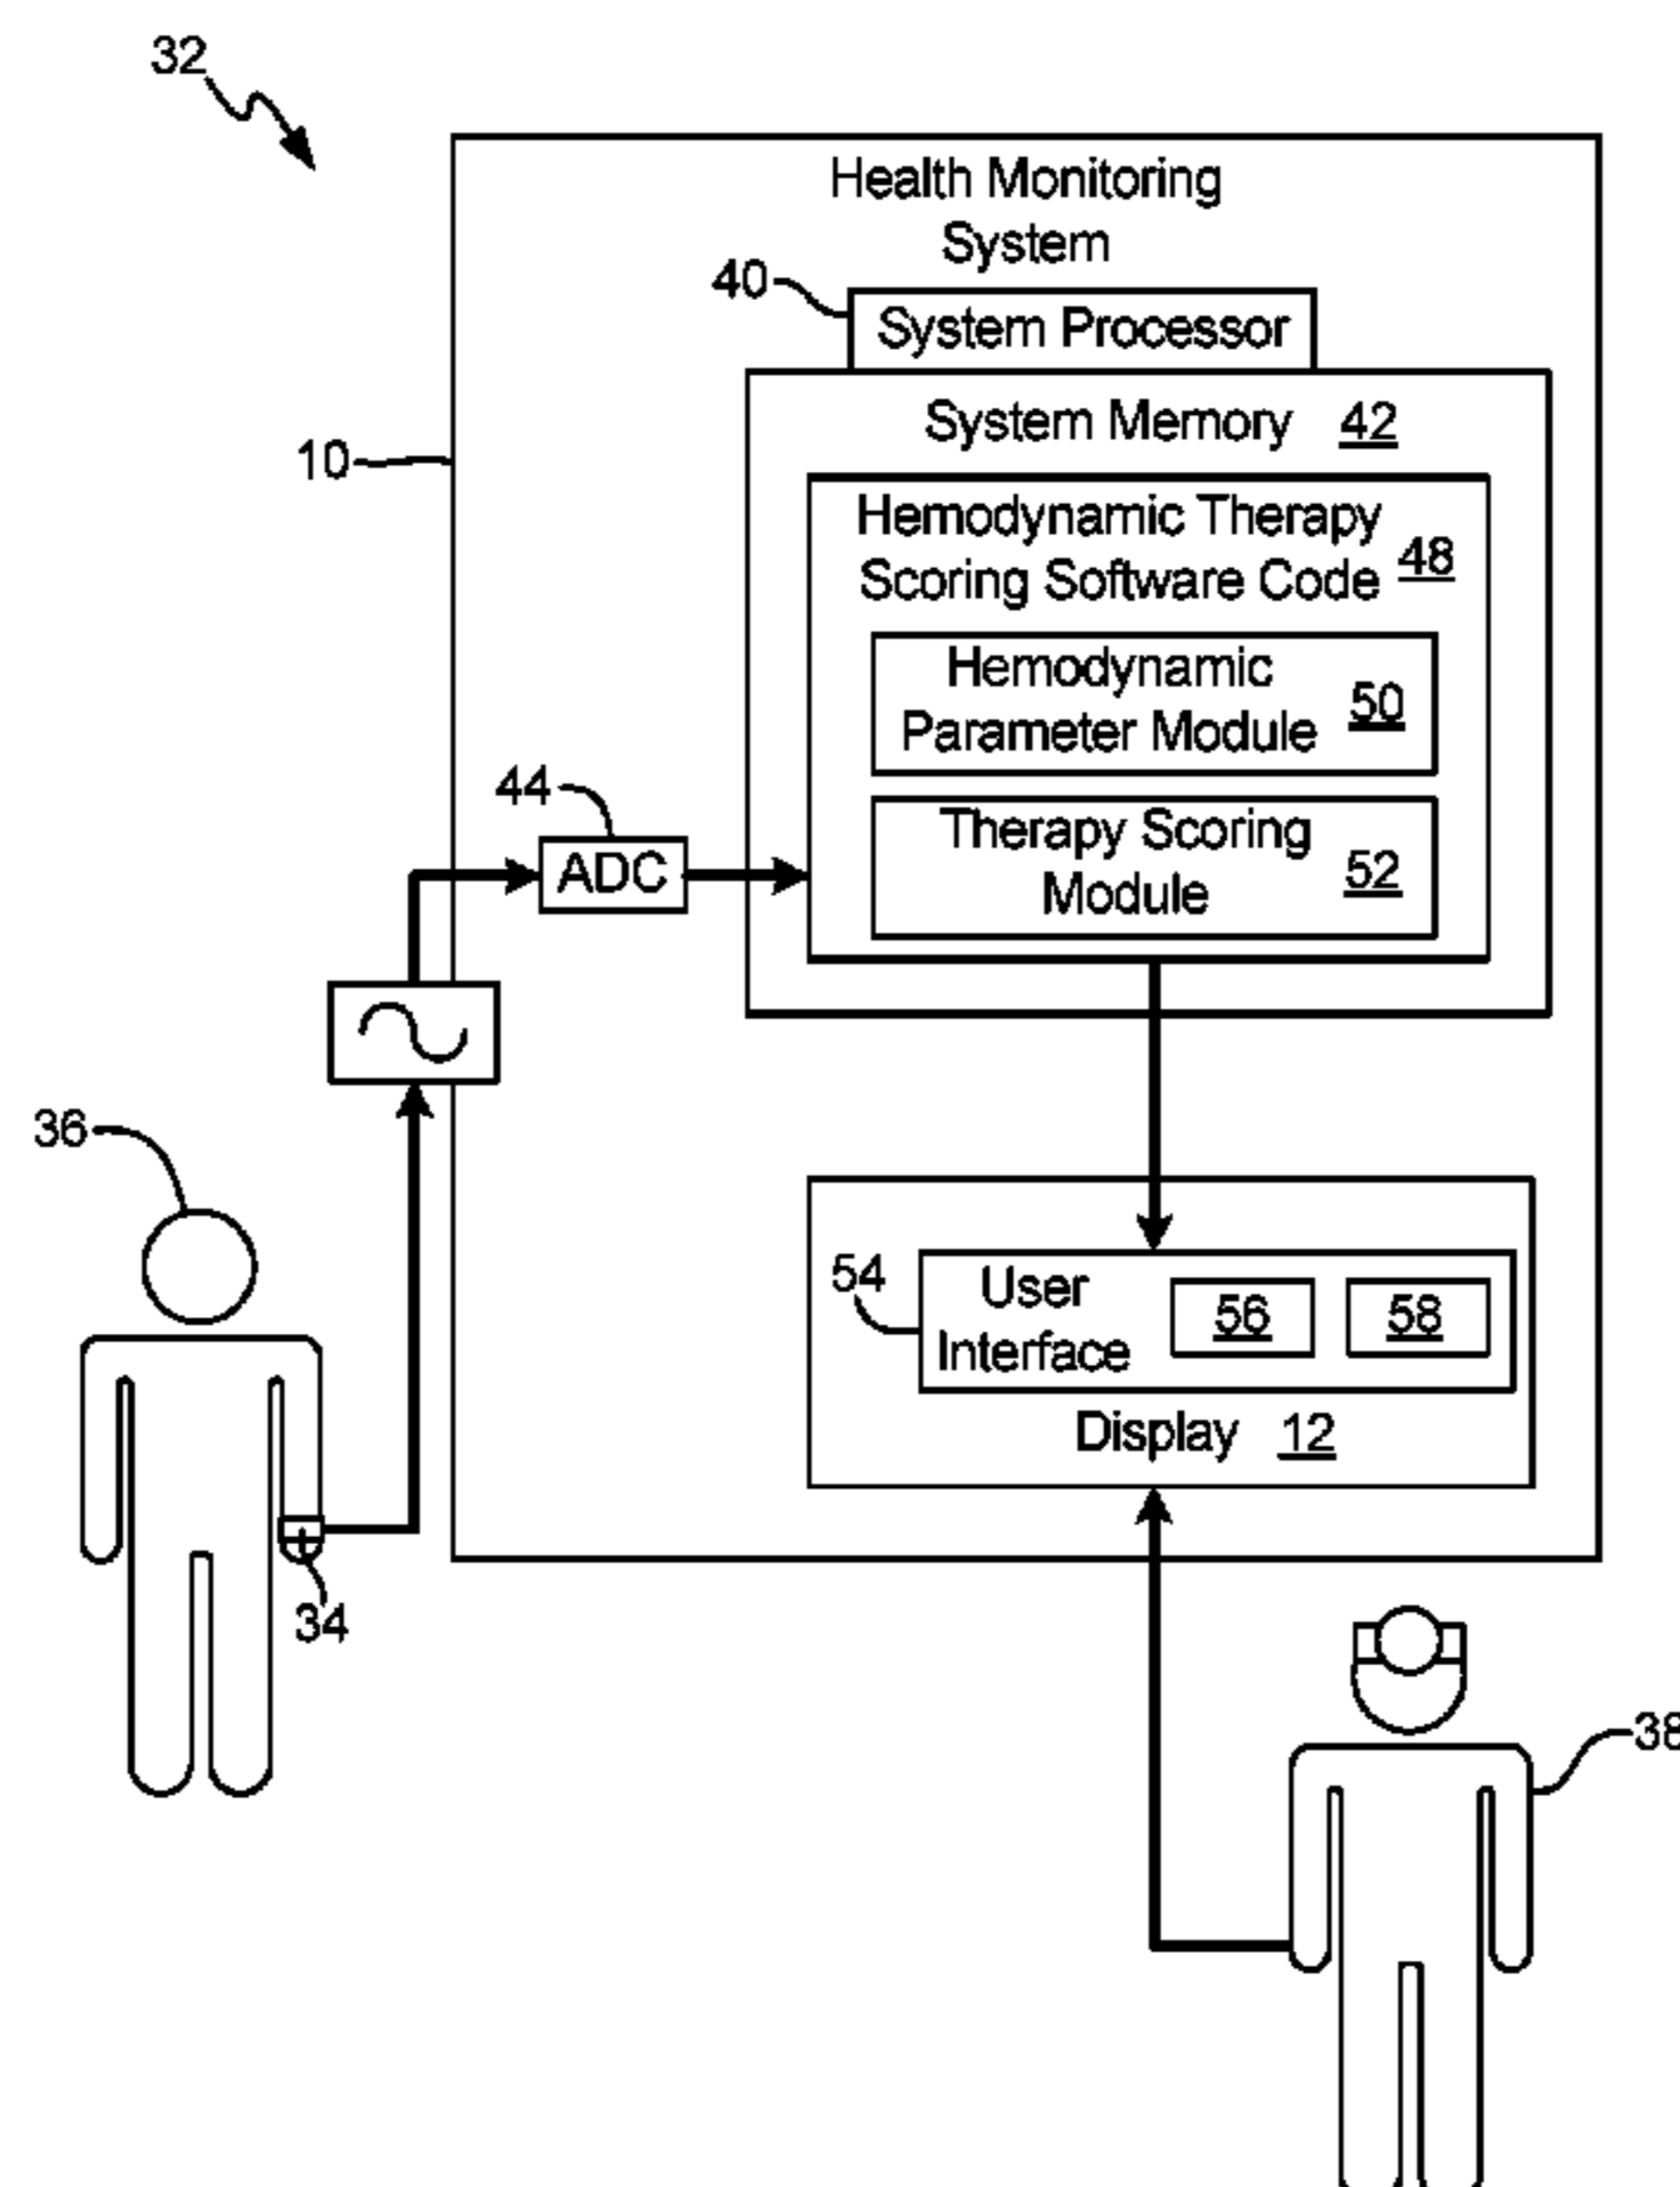 32
Health Monitoring
System
40
System Processor
System Memory 42
10
Hemodynamic Therapy
Scoring Software Code 48
Hemodynamic
Parameter Module 50
44
ADC
Therapy Scoring
Module 52
36
54
User
Interface
56
58
Display 12
34
38